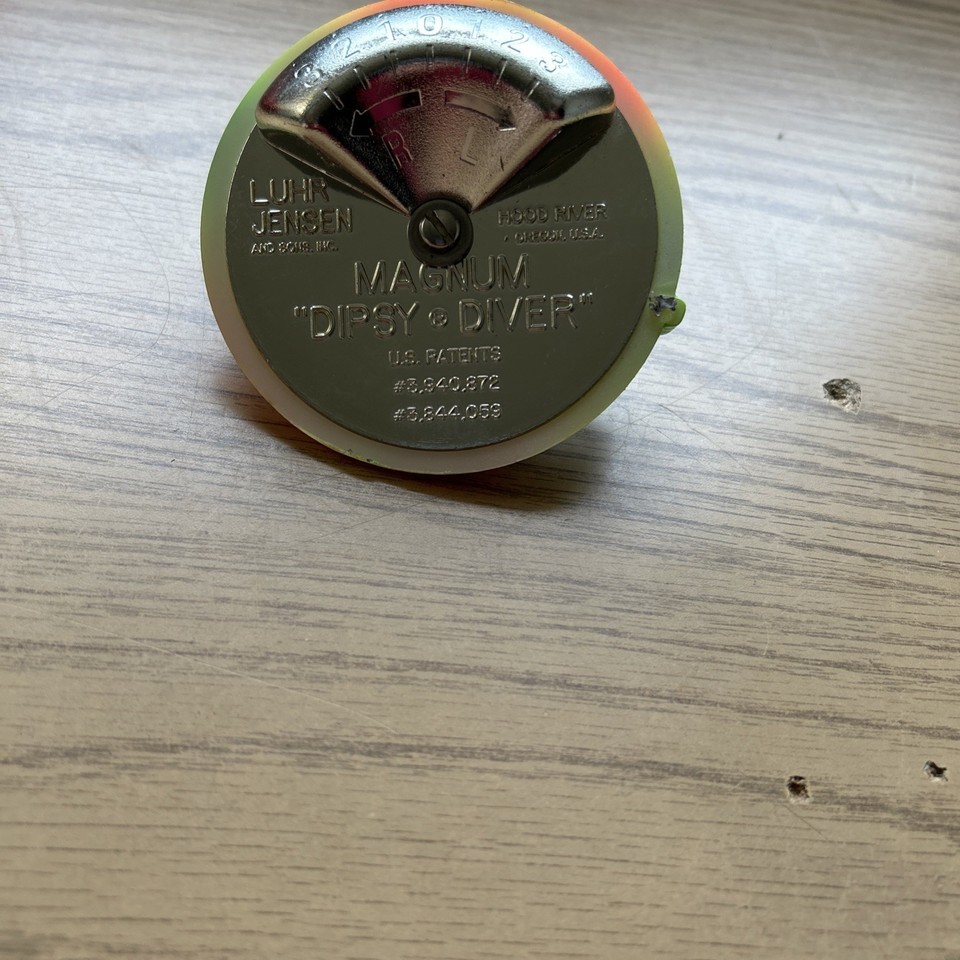 3 2 1 0 1 2 3
R L
LUHR
JENSEN
AND SONS, INC.
HOOD RIVER
OREGON, U.S.A.
MAGNUM
"DIPSY ® DIVER"
U.S. PATENTS
#3,940,872
#3,844,059